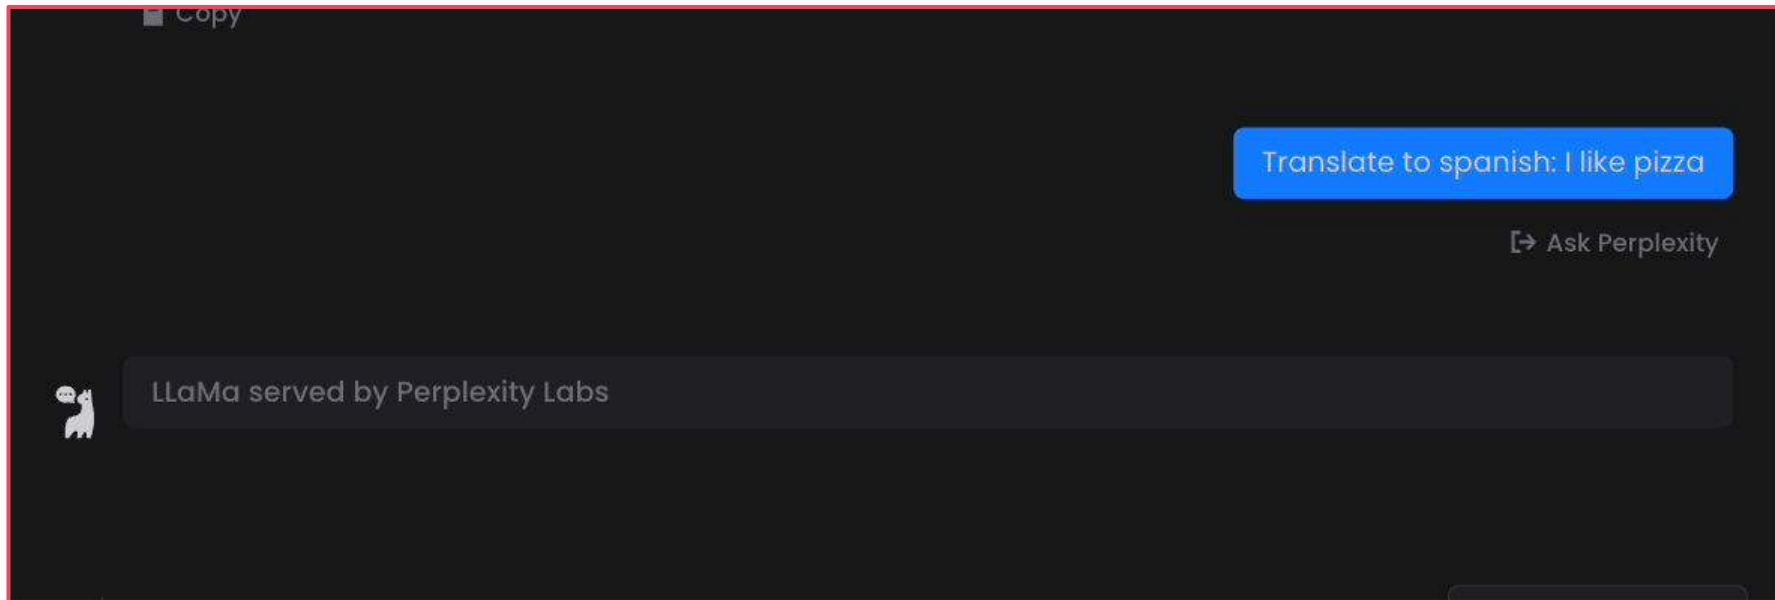 Copy
Translate to spanish: I like pizza
Ask Perplexity
LLaMa served by Perplexity Labs